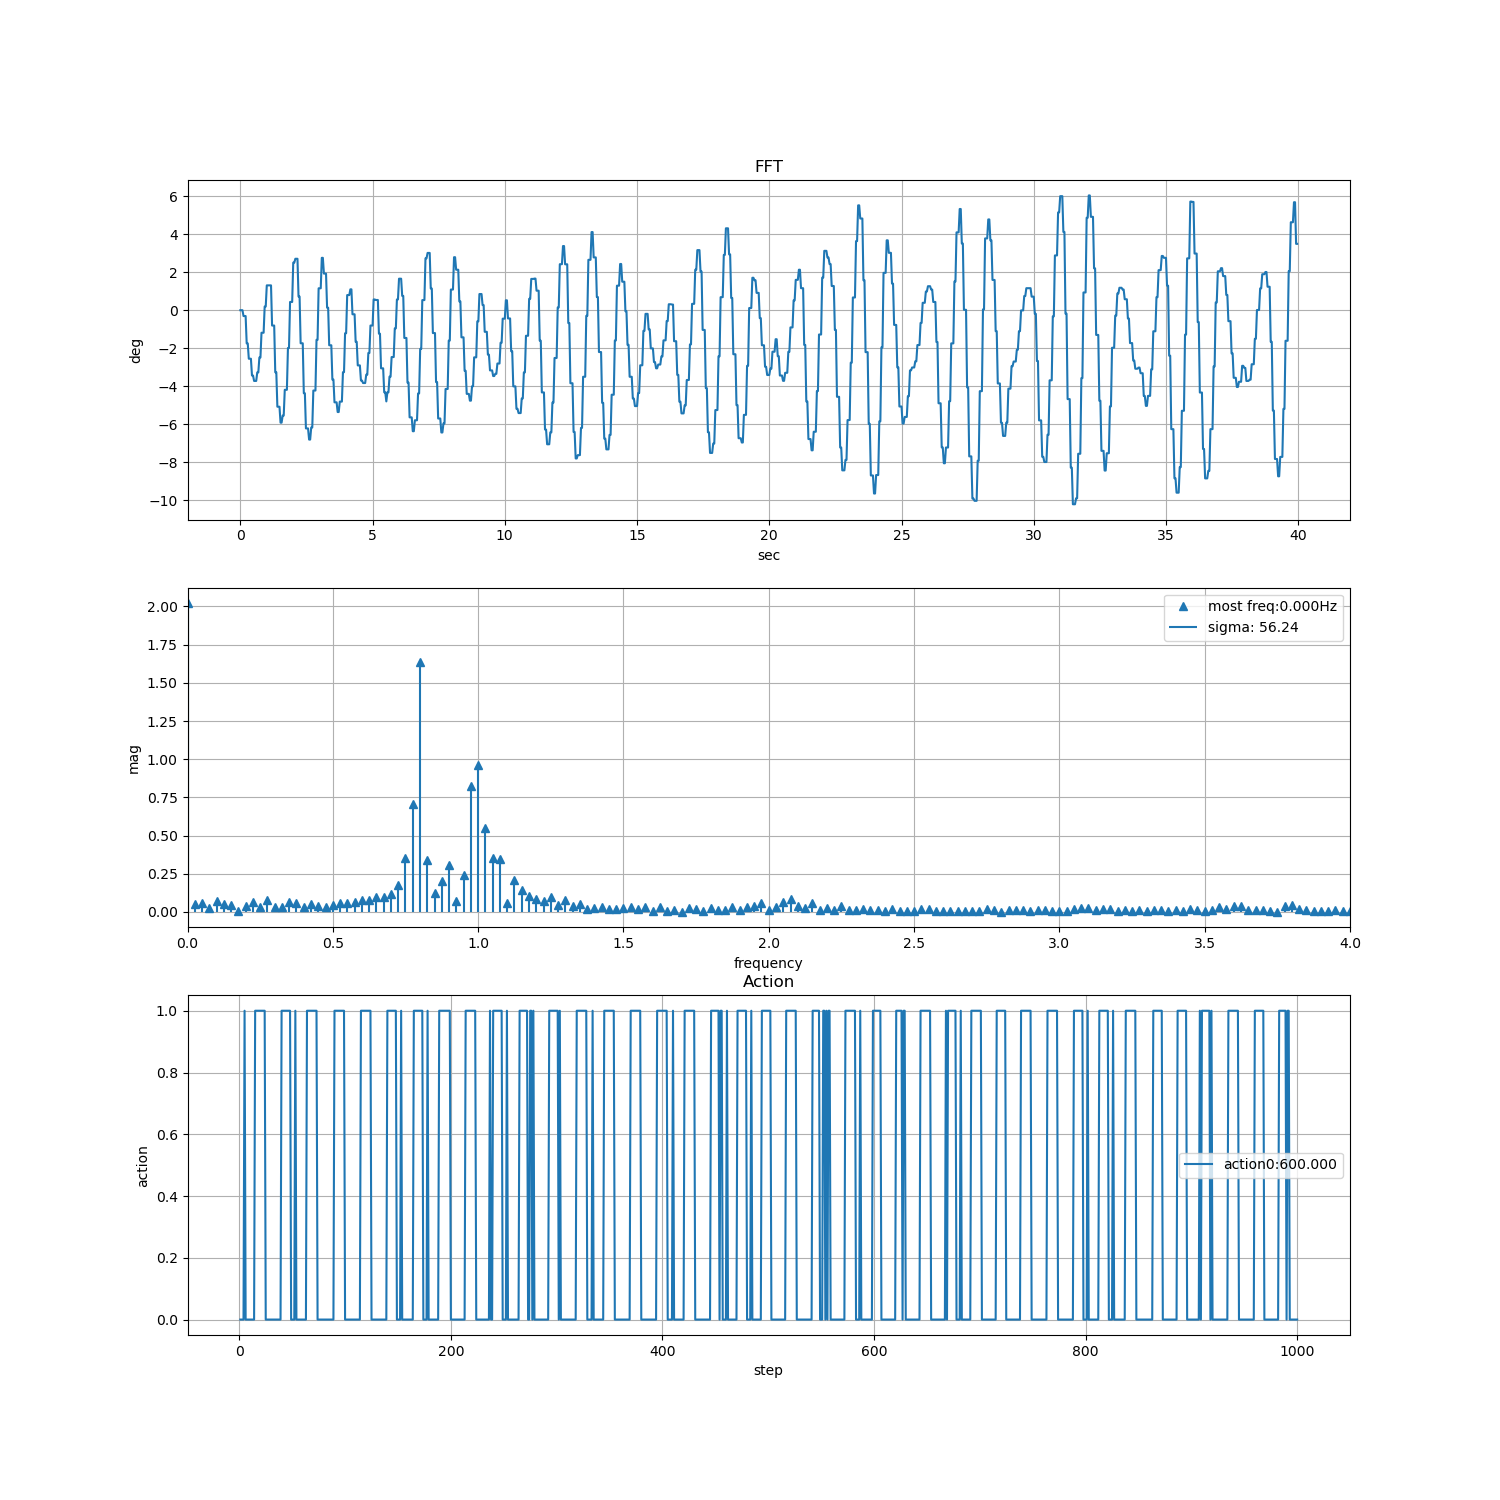 FFT
6
4
2
0
−2
−4
−6
−8
−10
deg
0 5 10 15 20 25 30 35 40
sec
2.00
1.75
1.50
1.25
1.00
0.75
0.50
0.25
0.00
mag
most freq:0.000Hz
sigma: 56.24
0.0 0.5 1.0 1.5 2.0 2.5 3.0 3.5 4.0
frequency
Action
1.0
0.8
0.6
0.4
0.2
0.0
action
action0:600.000
0 200 400 600 800 1000
step